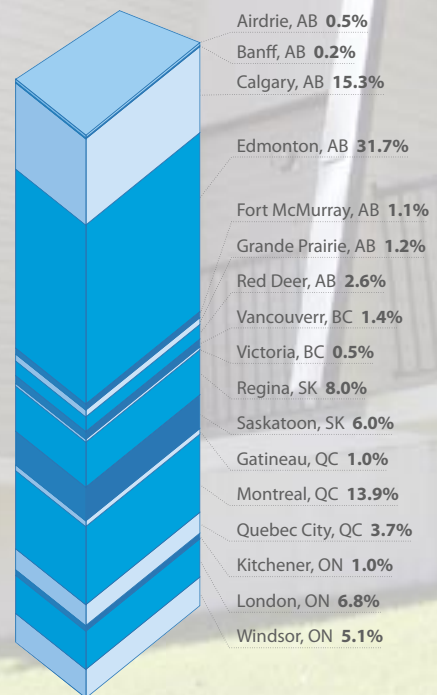 Airdrie, AB 0.5%
Banff, AB 0.2%
Calgary, AB 15.3%
Edmonton, AB 31.7%
Fort McMurray, AB 1.1%
Grande Prairie, AB 1.2%
Red Deer, AB 2.6%
Vancouverr, BC 1.4%
Victoria, BC 0.5%
Regina, SK 8.0%
Saskatoon, SK 6.0%
Gatineau, QC 1.0%
Montreal, QC 13.9%
Quebec City, QC 3.7%
Kitchener, ON 1.0%
London, ON 6.8%
Windsor, ON 5.1%